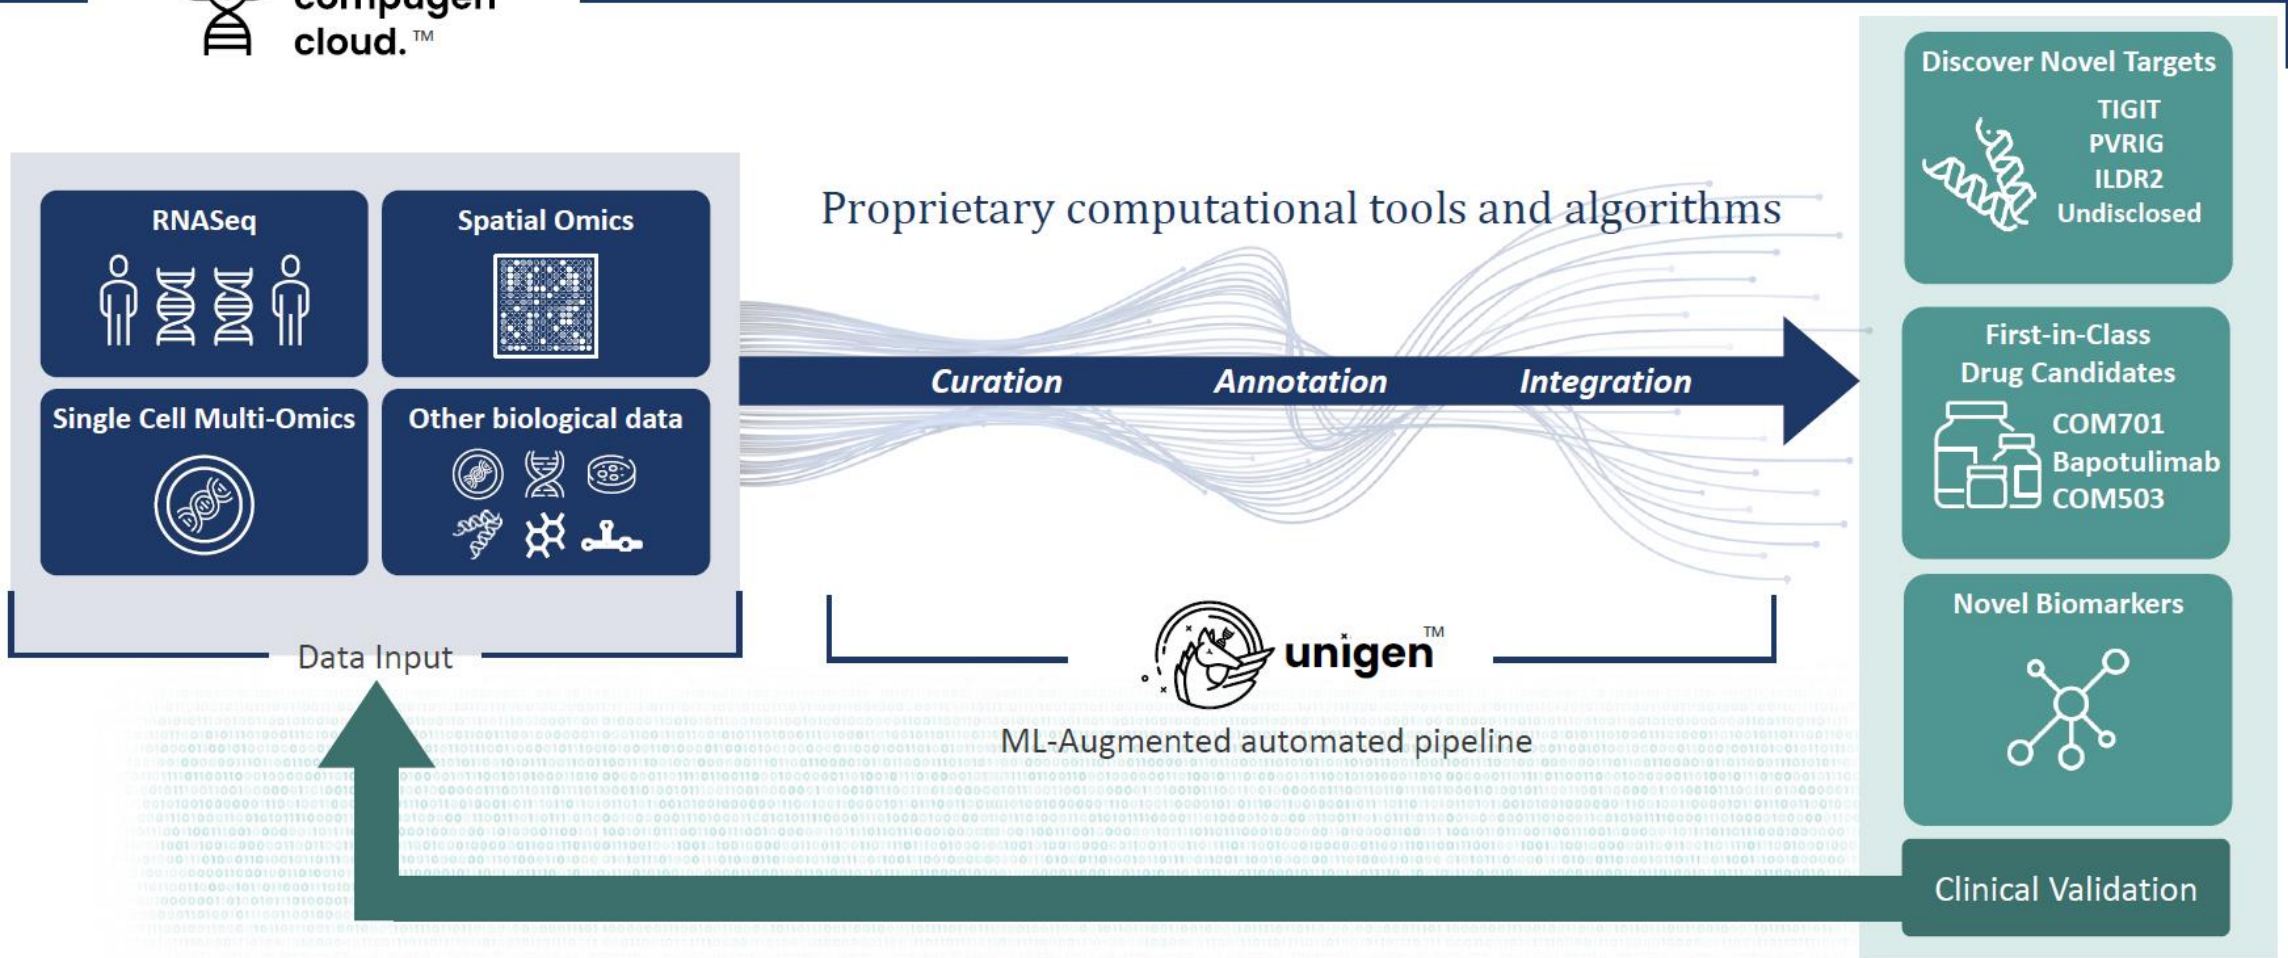 compugen
cloud.™
RNASeq
Spatial Omics
Single Cell Multi-Omics
Other biological data
Data Input
Proprietary computational tools and algorithms
Curation
Annotation
Integration
unigen™
ML-Augmented automated pipeline
Discover Novel Targets
TIGIT
PVRIG
ILDR2
Undisclosed
First-in-Class
Drug Candidates
COM701
Bapotulimab
COM503
Novel Biomarkers
Clinical Validation